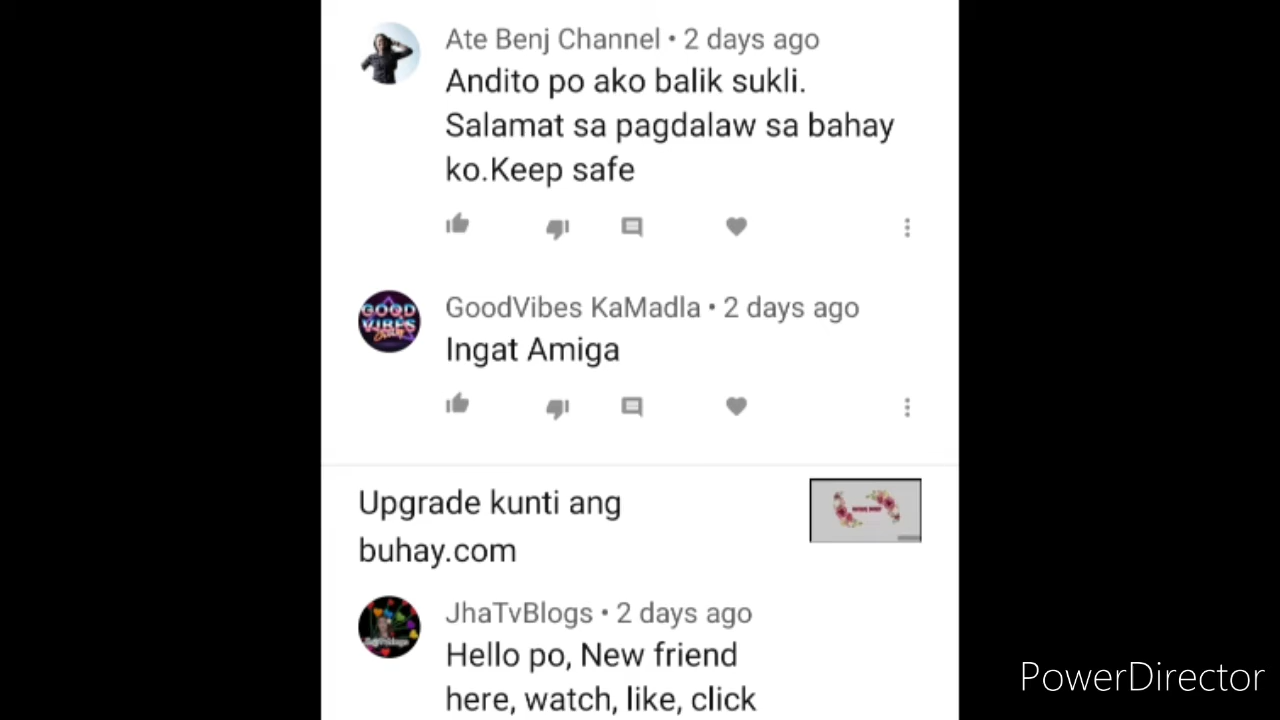 Ate Benj Channel • 2 days ago
Andito po ako balik sukli.
Salamat sa pagdalaw sa bahay
ko.Keep safe
GOOD
VIBES
GoodVibes KaMadla • 2 days ago
Ingat Amiga
Upgrade kunti ang
buhay.com
JhaTvBlogs • 2 days ago
Hello po, New friend
here, watch, like, click
PowerDirector